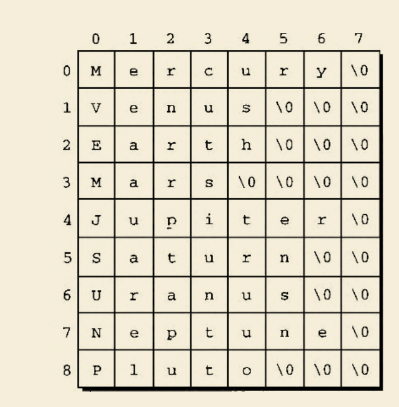 0 1 2 3 4 5 6 7
0 M e r c u r y \0
1 V e n u s \0 \0 \0
2 E a r t h \0 \0 \0
3 M a r s \0 \0 \0 \0
4 J u p i t e r \0
5 S a t u r n \0 \0
6 U r a n u s \0 \0
7 N e p t u n e \0
8 P l u t o \0 \0 \0